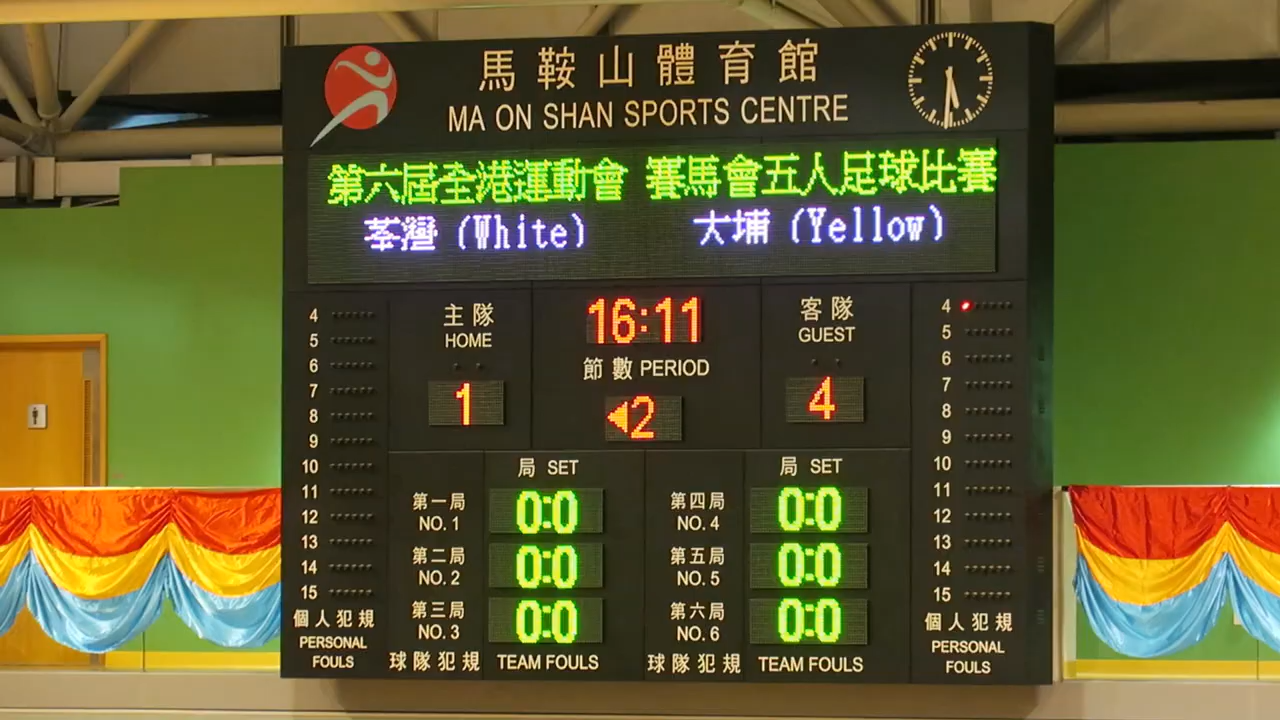 馬鞍山體育館
MA ON SHAN SPORTS CENTRE
第六屆全港運動會 賽馬會五人足球比賽
荃灣 (White) 大埔 (Yellow)
主隊
HOME
1
16:11
節數 PERIOD
2
客隊
GUEST
4
4
5
6
7
8
9
10
11
12
13
14
15
個人犯規
PERSONAL
FOULS
局 SET
第一局
NO. 1
0:0
第二局
NO. 2
0:0
第三局
NO. 3
0:0
球隊犯規 TEAM FOULS
局 SET
第四局
NO. 4
0:0
第五局
NO. 5
0:0
第六局
NO. 6
0:0
球隊犯規 TEAM FOULS
4
5
6
7
8
9
10
11
12
13
14
15
個人犯規
PERSONAL
FOULS